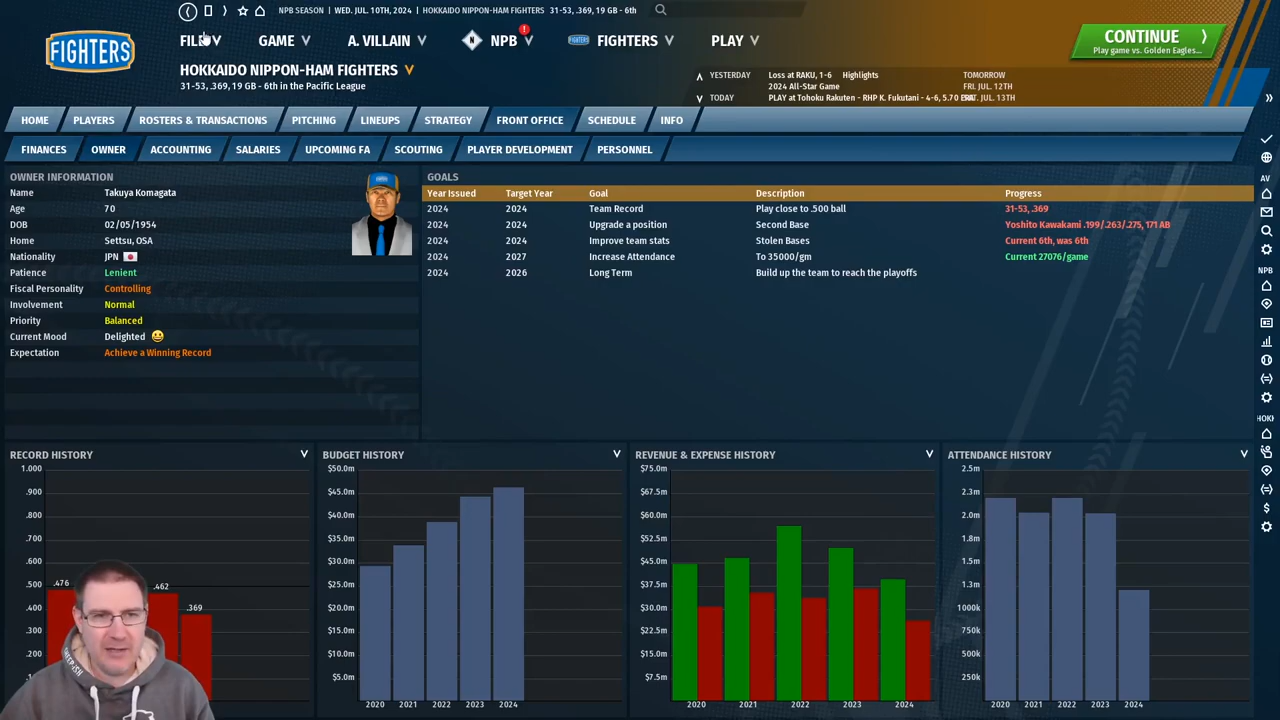 NPB SEASON | WED. JUL. 10TH, 2024 | HOKKAIDO NIPPON-HAM FIGHTERS 31-53, .369, 19 GB - 6th
FIGHTERS
FILE GAME A. VILLAIN N NPB ! FIGHTERS PLAY
CONTINUE
Play game vs. Golden Eagles...
HOKKAIDO NIPPON-HAM FIGHTERS
31-53, .369, 19 GB - 6th in the Pacific League
YESTERDAY Loss at RAKU, 1-6 Highlights TOMORROW
2024 All-Star Game FRI. JUL. 12TH
TODAY PLAY at Tohoku Rakuten - RHP K. Fukutani - 4-6, 5.70 ERA SAT. JUL. 13TH
HOME PLAYERS ROSTERS & TRANSACTIONS PITCHING LINEUPS STRATEGY FRONT OFFICE SCHEDULE INFO
FINANCES OWNER ACCOUNTING SALARIES UPCOMING FA SCOUTING PLAYER DEVELOPMENT PERSONNEL
OWNER INFORMATION
Name Takuya Komagata
Age 70
DOB 02/05/1954
Home Settsu, OSA
Nationality JPN
Patience Lenient
Fiscal Personality Controlling
Involvement Normal
Priority Balanced
Current Mood Delighted
Expectation Achieve a Winning Record
GOALS
Year Issued Target Year Goal Description Progress
2024 2024 Team Record Play close to .500 ball 31-53, .369
2024 2024 Upgrade a position Second Base Yoshito Kawakami .199/.263/.275, 171 AB
2024 2024 Improve team stats Stolen Bases Current 6th, was 6th
2024 2027 Increase Attendance To 35000/gm Current 27076/game
2024 2026 Long Term Build up the team to reach the playoffs
AV
NPB
HOKK
RECORD HISTORY
1.000
.900
.800
.700
.600
.500
.400
.300
.200
.476
.462
.369
BUDGET HISTORY
$50.0m
$45.0m
$40.0m
$35.0m
$30.0m
$25.0m
$20.0m
$15.0m
$10.0m
$5.0m
2020 2021 2022 2023 2024
REVENUE & EXPENSE HISTORY
$75.0m
$67.5m
$60.0m
$52.5m
$45.0m
$37.5m
$30.0m
$22.5m
$15.0m
$7.5m
2020 2021 2022 2023 2024
ATTENDANCE HISTORY
2.5m
2.3m
2.0m
1.8m
1.5m
1.3m
1000k
750k
500k
250k
2020 2021 2022 2023 2024